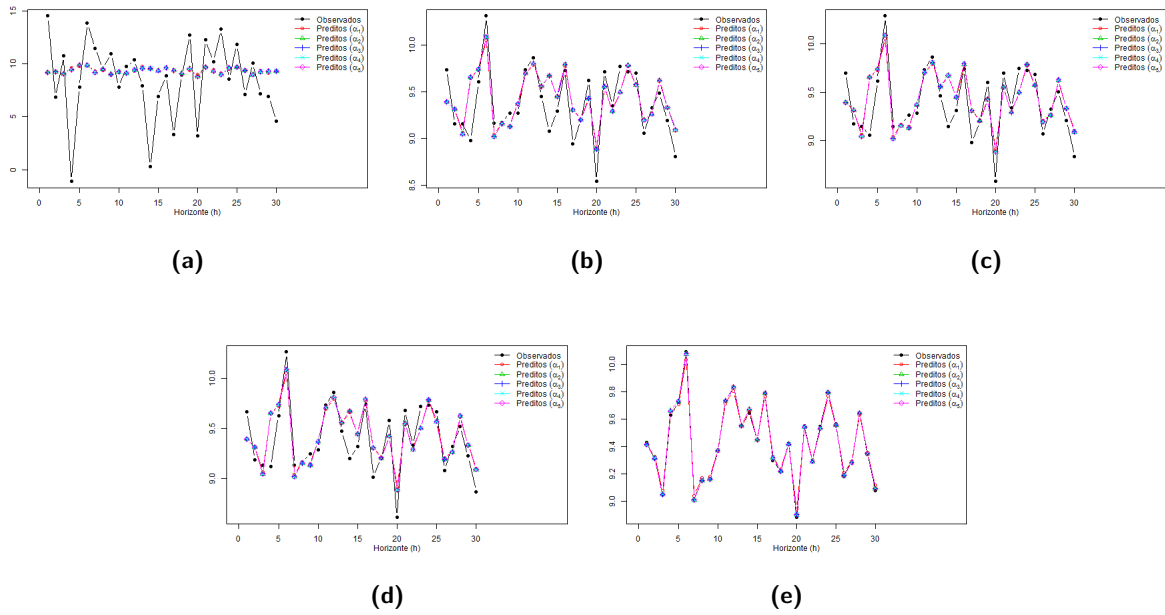 15
10
5
0
0 5 10 15 20 25 30
Horizonte (h)
Observados
Preditos (α₁)
Preditos (α₂)
Preditos (α₃)
Preditos (α₄)
Preditos (α₅)
(a)
10.0
9.5
9.0
8.5
0 5 10 15 20 25 30
Horizonte (h)
Observados
Preditos (α₁)
Preditos (α₂)
Preditos (α₃)
Preditos (α₄)
Preditos (α₅)
(b)
10.0
9.5
9.0
0 5 10 15 20 25 30
Horizonte (h)
Observados
Preditos (α₁)
Preditos (α₂)
Preditos (α₃)
Preditos (α₄)
Preditos (α₅)
(c)
10.0
9.5
9.0
0 5 10 15 20 25 30
Horizonte (h)
Observados
Preditos (α₁)
Preditos (α₂)
Preditos (α₃)
Preditos (α₄)
Preditos (α₅)
(d)
10.0
9.8
9.6
9.4
9.2
9.0
0 5 10 15 20 25 30
Horizonte (h)
Observados
Preditos (α₁)
Preditos (α₂)
Preditos (α₃)
Preditos (α₄)
Preditos (α₅)
(e)